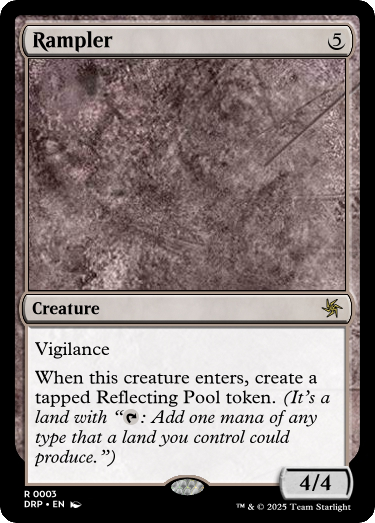 Rampler 5
Creature
Vigilance
When this creature enters, create a
tapped Reflecting Pool token. (It's a
land with “: Add one mana of any
type that a land you control could
produce.”)
4/4
R 0003
DRP • EN
™ & © 2025 Team Starlight